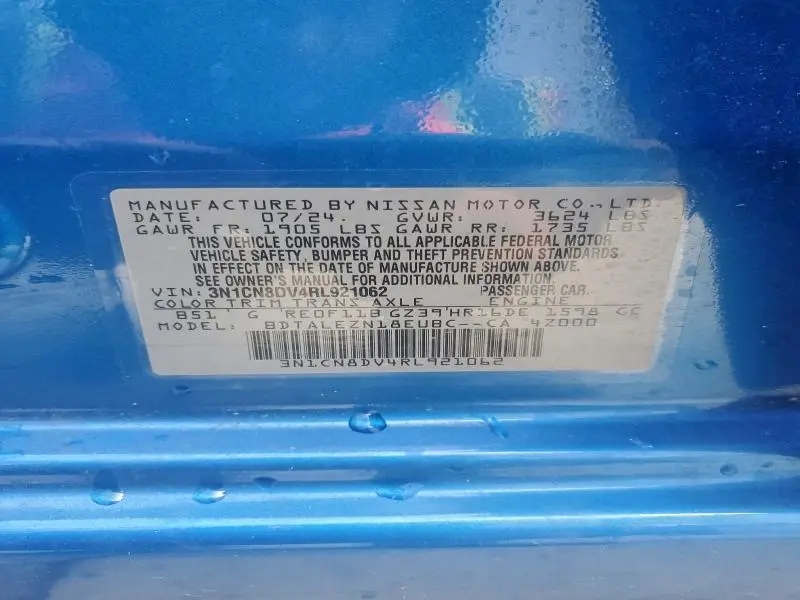 MANUFACTURED BY NISSAN MOTOR CO., LTD.
DATE: 07/24. GVWR: 3624 LBS
GAWR FR: 1905 LBS GAWR RR: 1735 LBS
THIS VEHICLE CONFORMS TO ALL APPLICABLE FEDERAL MOTOR
VEHICLE SAFETY, BUMPER AND THEFT PREVENTION STANDARDS
IN EFFECT ON THE DATE OF MANUFACTURE SHOWN ABOVE.
SEE OWNER'S MANUAL FOR ADDITIONAL INFORMATION
VIN: 3N1CN8DV4RL921062 PASSENGER CAR
COLOR TRIM TRANS AXLE ENGINE
B51 G RE0F11B GZ39 HR16DE 1598 CC
MODEL: BDTALEZN18EUBC--CA 4Z000
3N1CN8DV4RL921062